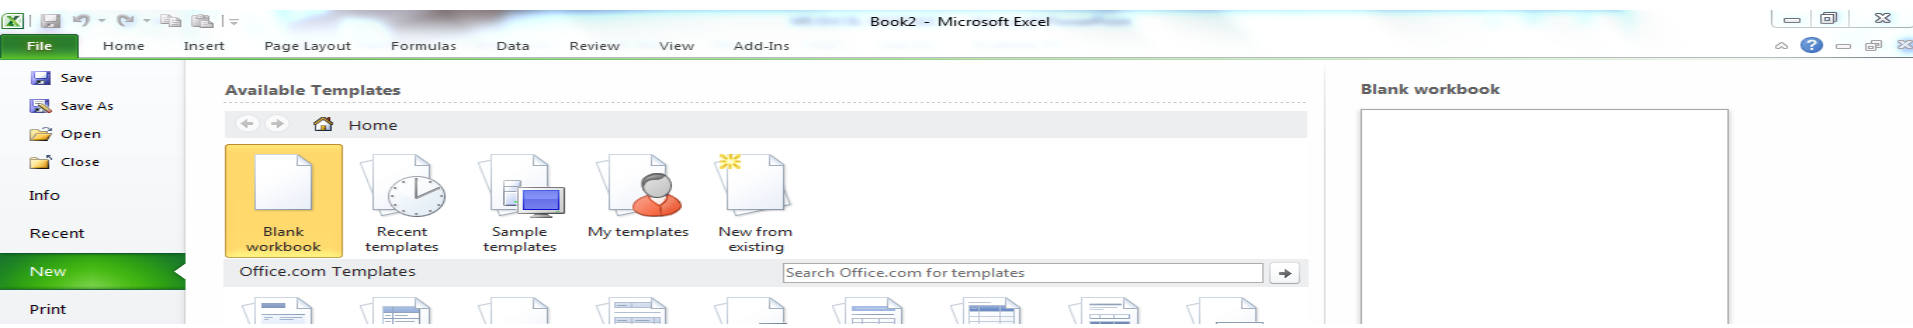 Book2 - Microsoft Excel
File Home Insert Page Layout Formulas Data Review View Add-Ins
Save
Save As
Open
Close
Info
Recent
New
Print
Available Templates
Home
Blank workbook
Recent templates
Sample templates
My templates
New from existing
Office.com Templates
Search Office.com for templates
Blank workbook